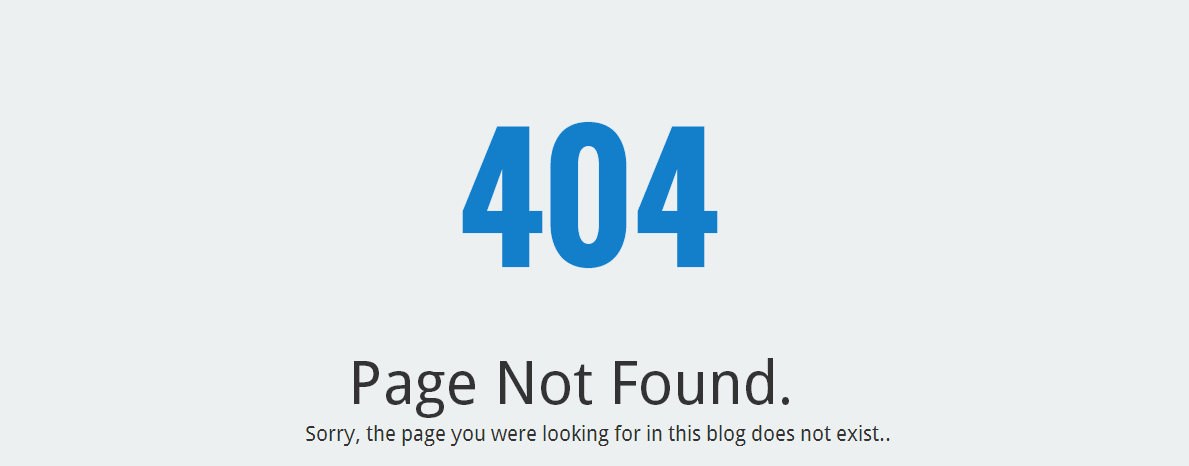 404
Page Not Found.
Sorry, the page you were looking for in this blog does not exist..